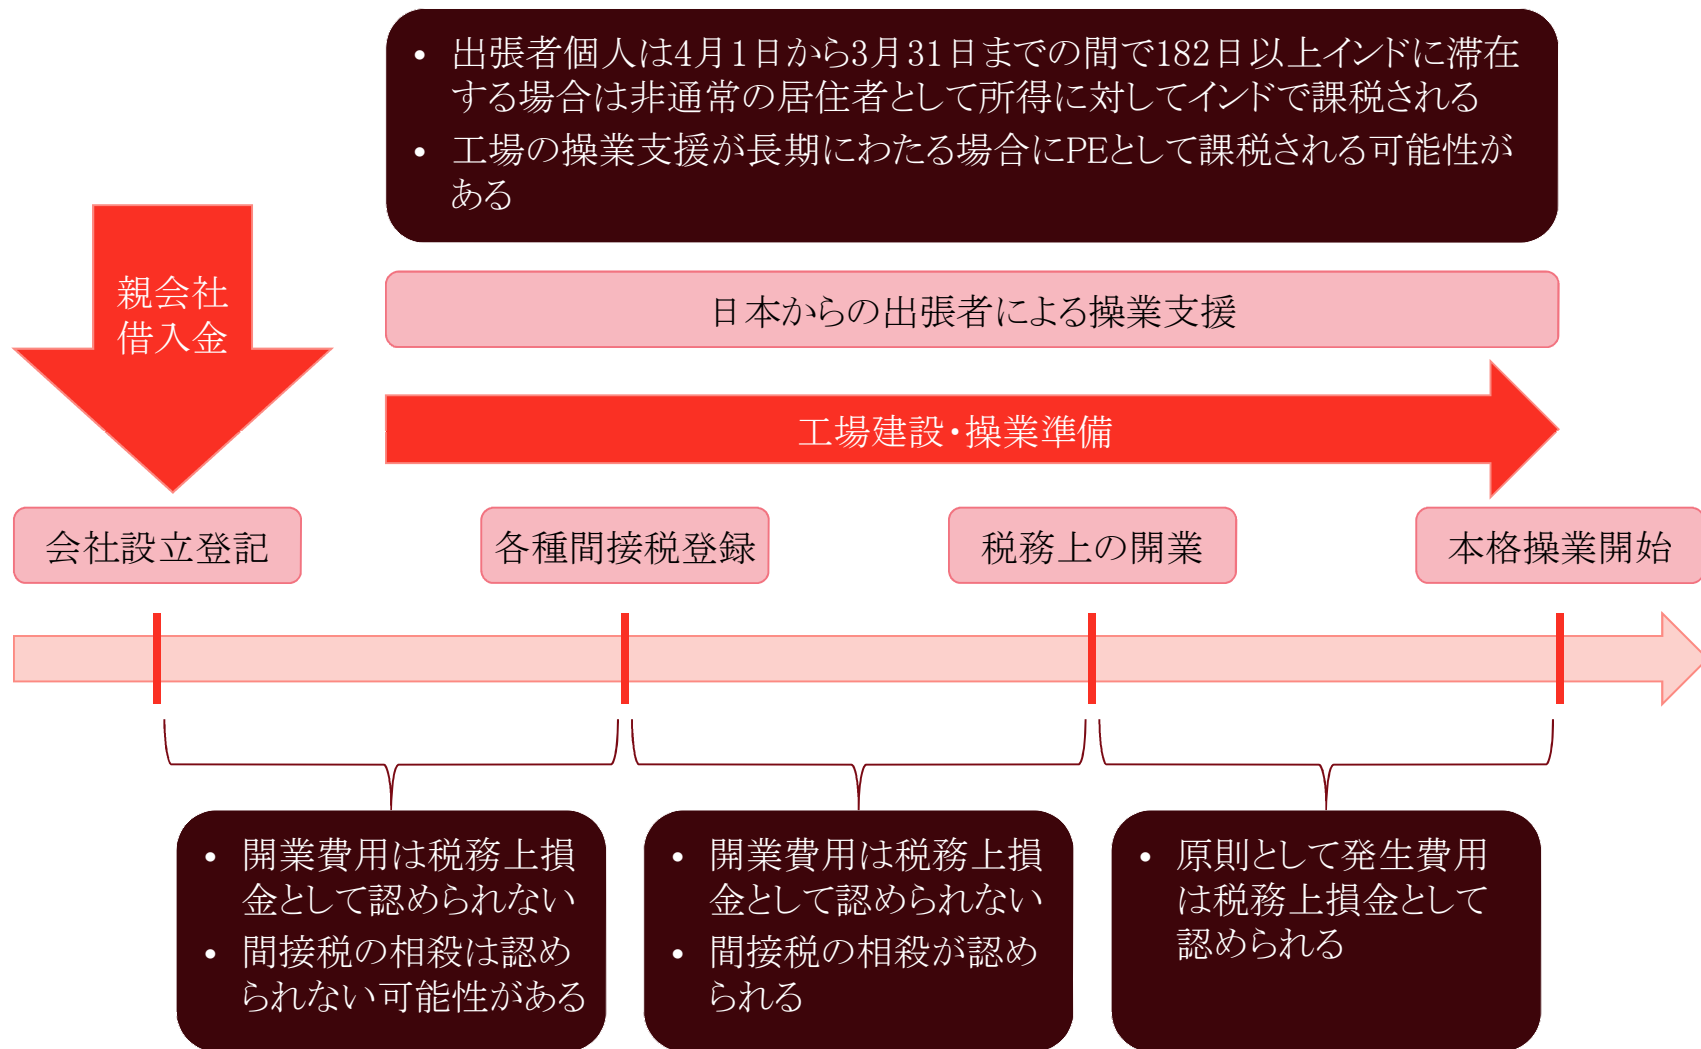 • 出張者個人は4月1日から3月31日までの間で182日以上インドに滞在
する場合は非通常の居住者として所得に対してインドで課税される
• 工場の操業支援が長期にわたる場合にPEとして課税される可能性が
ある
親会社
借入金
日本からの出張者による操業支援
工場建設・操業準備
会社設立登記
各種間接税登録
税務上の開業
本格操業開始
• 開業費用は税務上損
金として認められない
• 間接税の相殺は認め
られない可能性がある
• 開業費用は税務上損
金として認められない
• 間接税の相殺が認め
られる
• 原則として発生費用
は税務上損金として
認められる